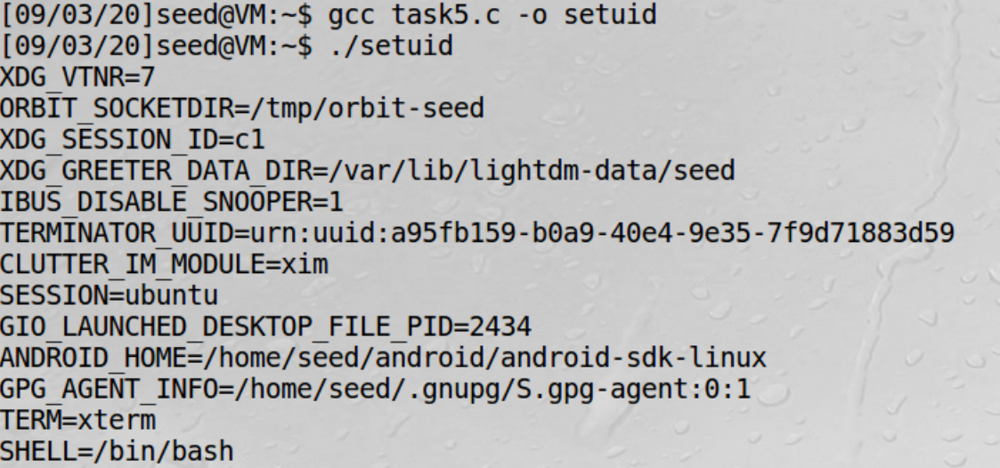 [09/03/20]seed@VM:~$ gcc task5.c -o setuid
[09/03/20]seed@VM:~$ ./setuid
XDG_VTNR=7
ORBIT_SOCKETDIR=/tmp/orbit-seed
XDG_SESSION_ID=c1
XDG_GREETER_DATA_DIR=/var/lib/lightdm-data/seed
IBUS_DISABLE_SNOOPER=1
TERMINATOR_UUID=urn:uuid:a95fb159-b0a9-40e4-9e35-7f9d71883d59
CLUTTER_IM_MODULE=xim
SESSION=ubuntu
GIO_LAUNCHED_DESKTOP_FILE_PID=2434
ANDROID_HOME=/home/seed/android/android-sdk-linux
GPG_AGENT_INFO=/home/seed/.gnupg/S.gpg-agent:0:1
TERM=xterm
SHELL=/bin/bash